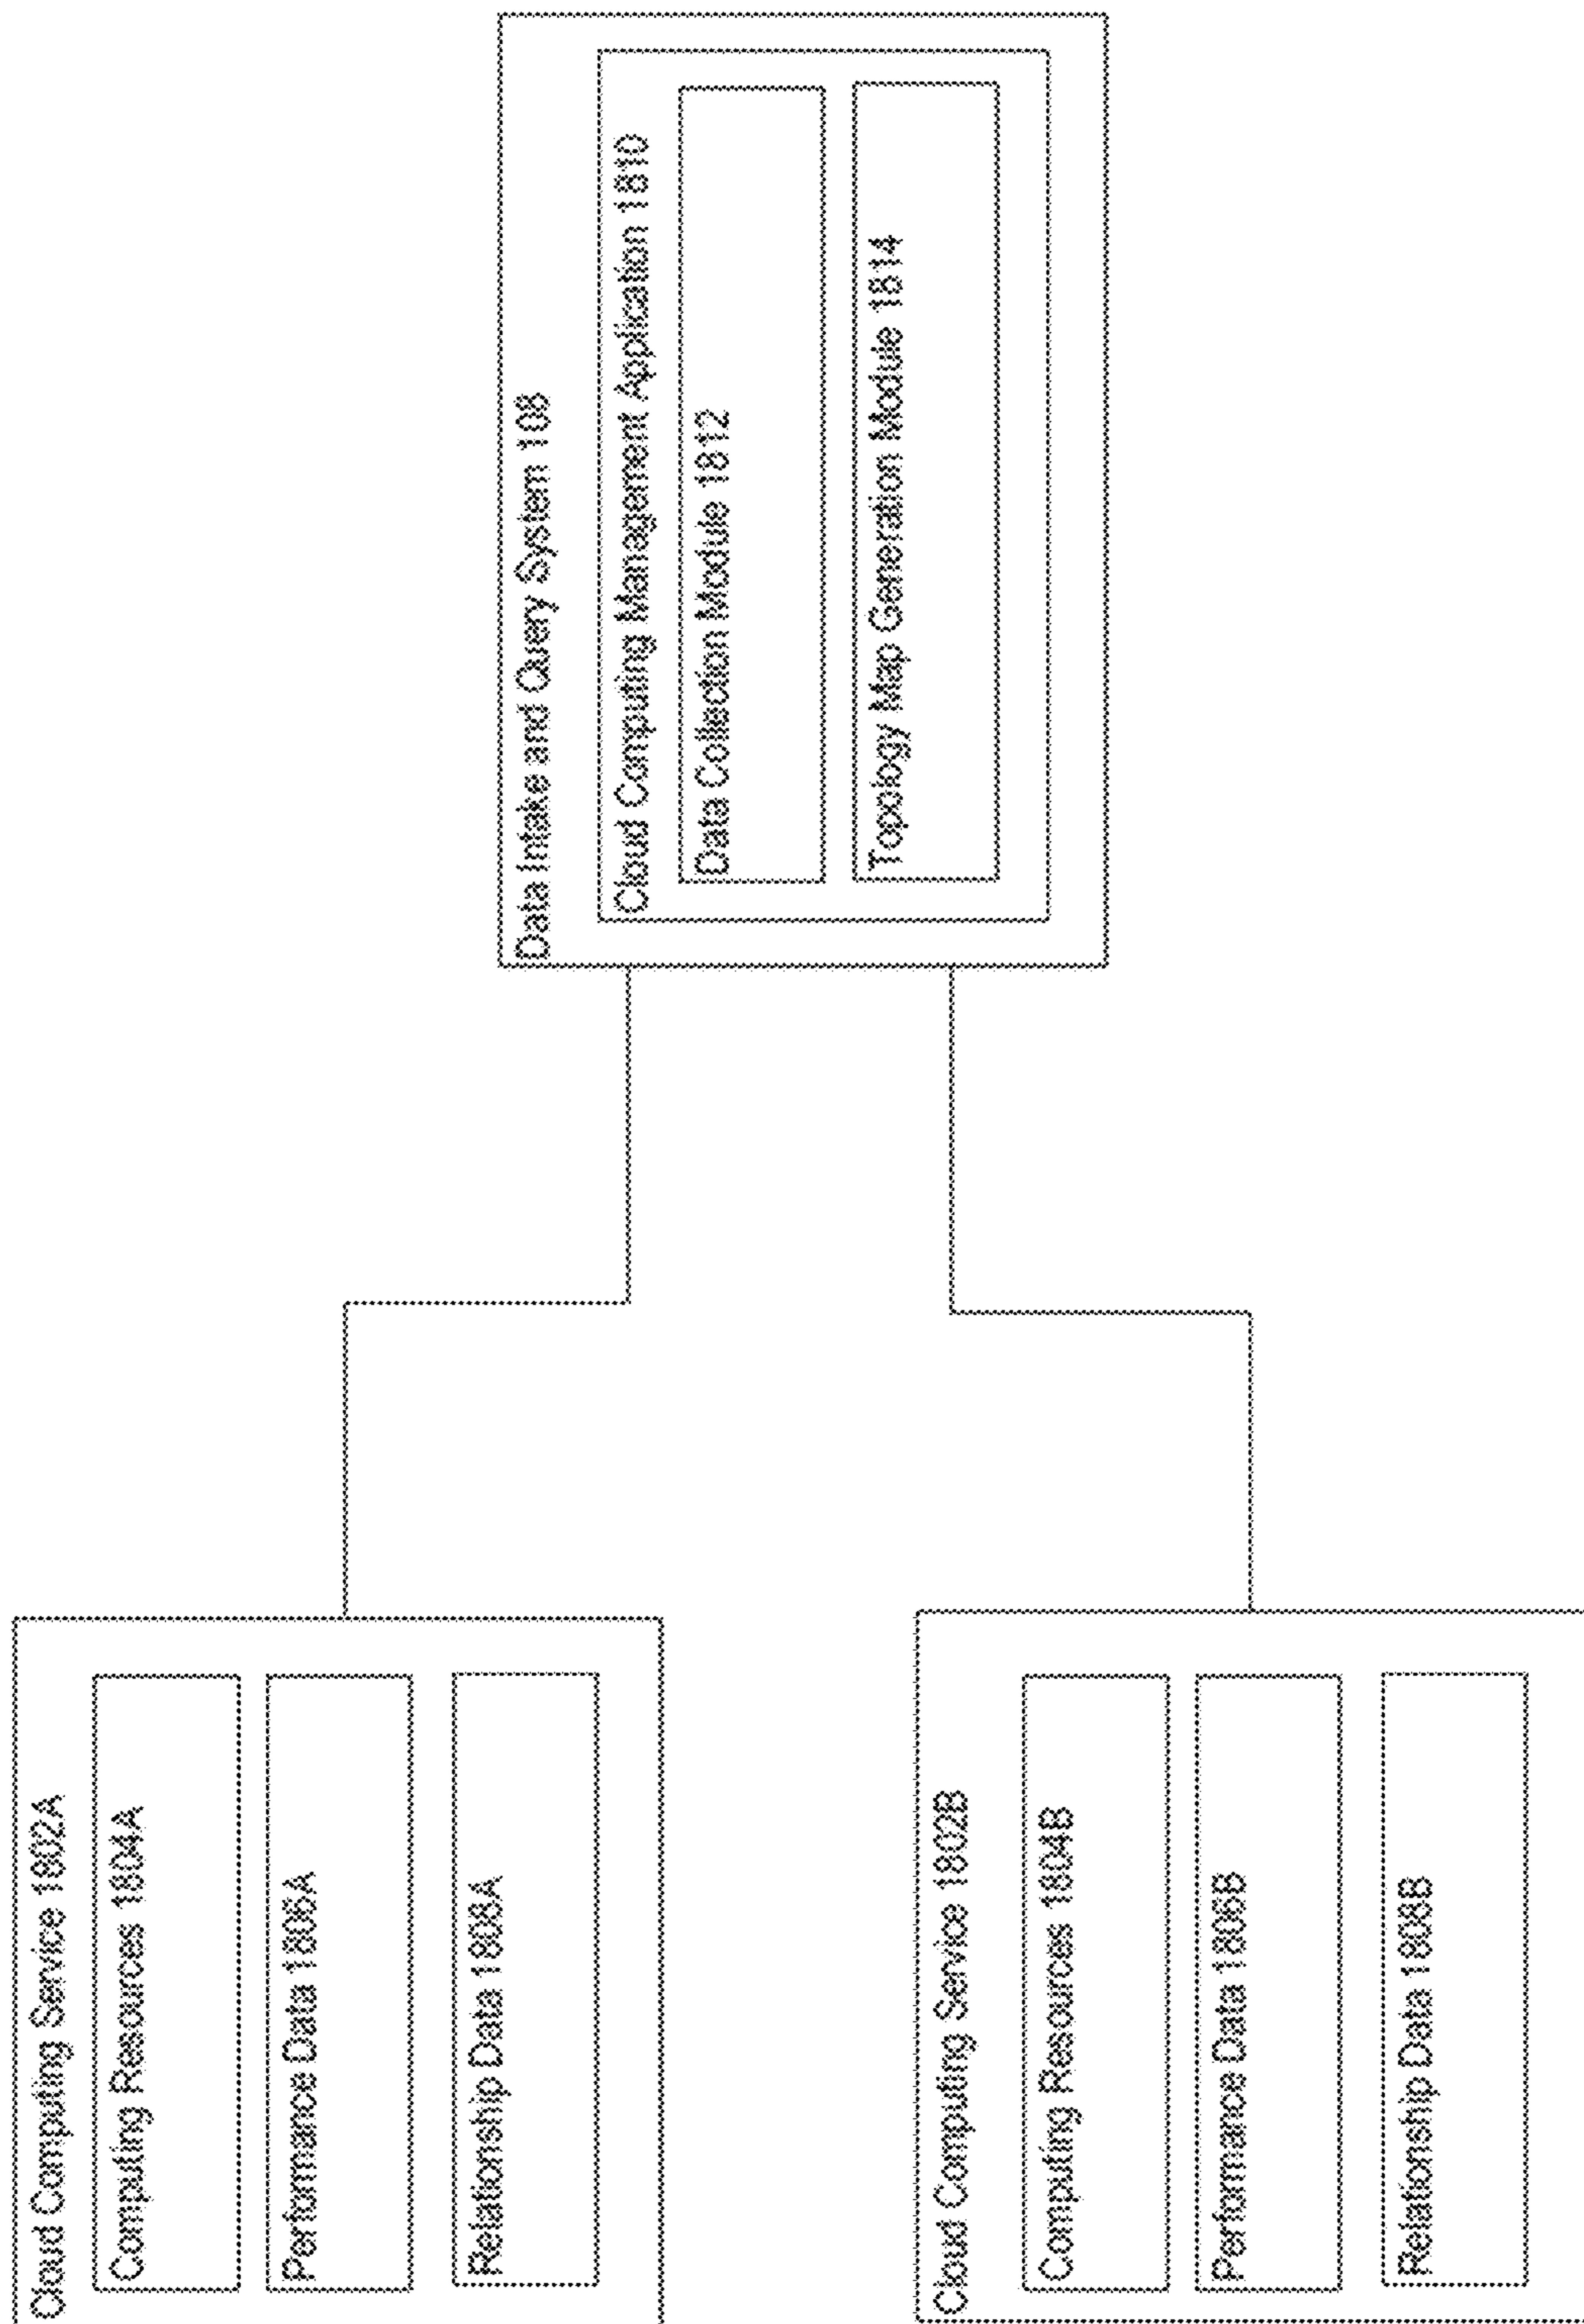 Cloud Computing Service 1802A
Computing Resources 1804A
Performance Data 1806A
Relationship Data 1808A
Cloud Computing Service 1802B
Computing Resources 1804B
Performance Data 1806B
Relationship Data 1808B
Data Intake and Query System 108
Cloud Computing Management Application 1810
Data Collection Module 1812
Topology Map Generation Module 1814